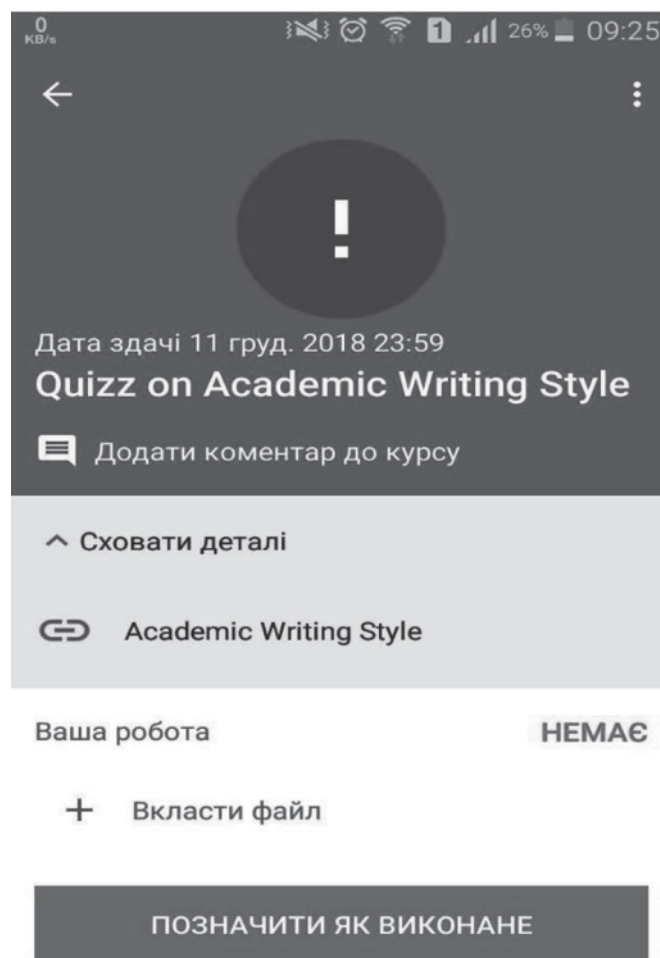 0
KB/s
1 26% 09:25
!
Дата здачі 11 груд. 2018 23:59
Quizz on Academic Writing Style
Додати коментар до курсу
Сховати деталі
Academic Writing Style
Ваша робота НЕМАЄ
+ Вкласти файл
ПОЗНАЧИТИ ЯК ВИКОНАНЕ